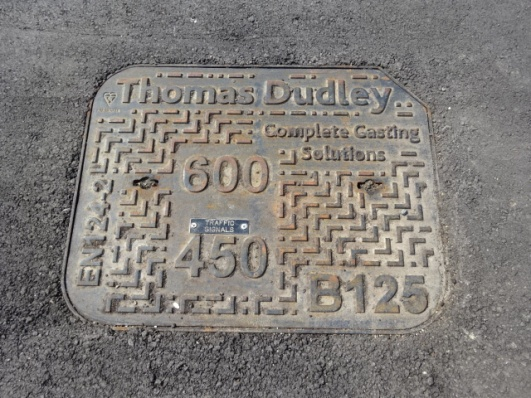 Thomas Dudley
Complete Casting
Solutions
600
TRAFFIC
SIGNALS
450
EN124-2
B125